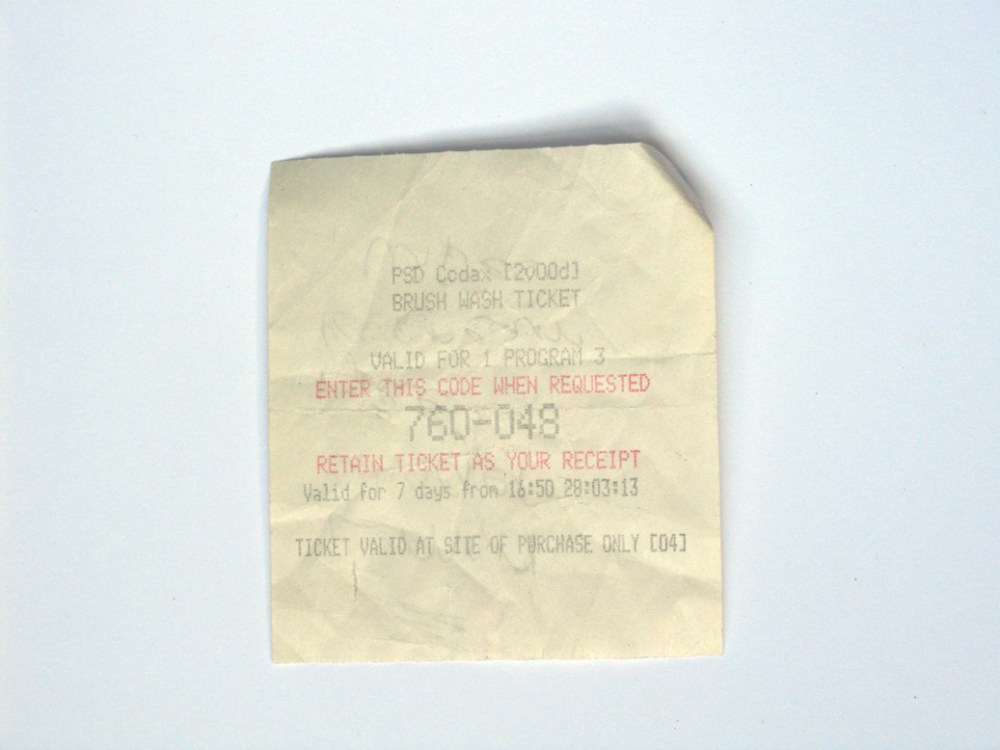 PSD Codax [2v00d]
BRUSH WASH TICKET
VALID FOR 1 PROGRAM 3
ENTER THIS CODE WHEN REQUESTED
760-048
RETAIN TICKET AS YOUR RECEIPT
Valid for 7 days from 16:50 28:03:13
TICKET VALID AT SITE OF PURCHASE ONLY [04]